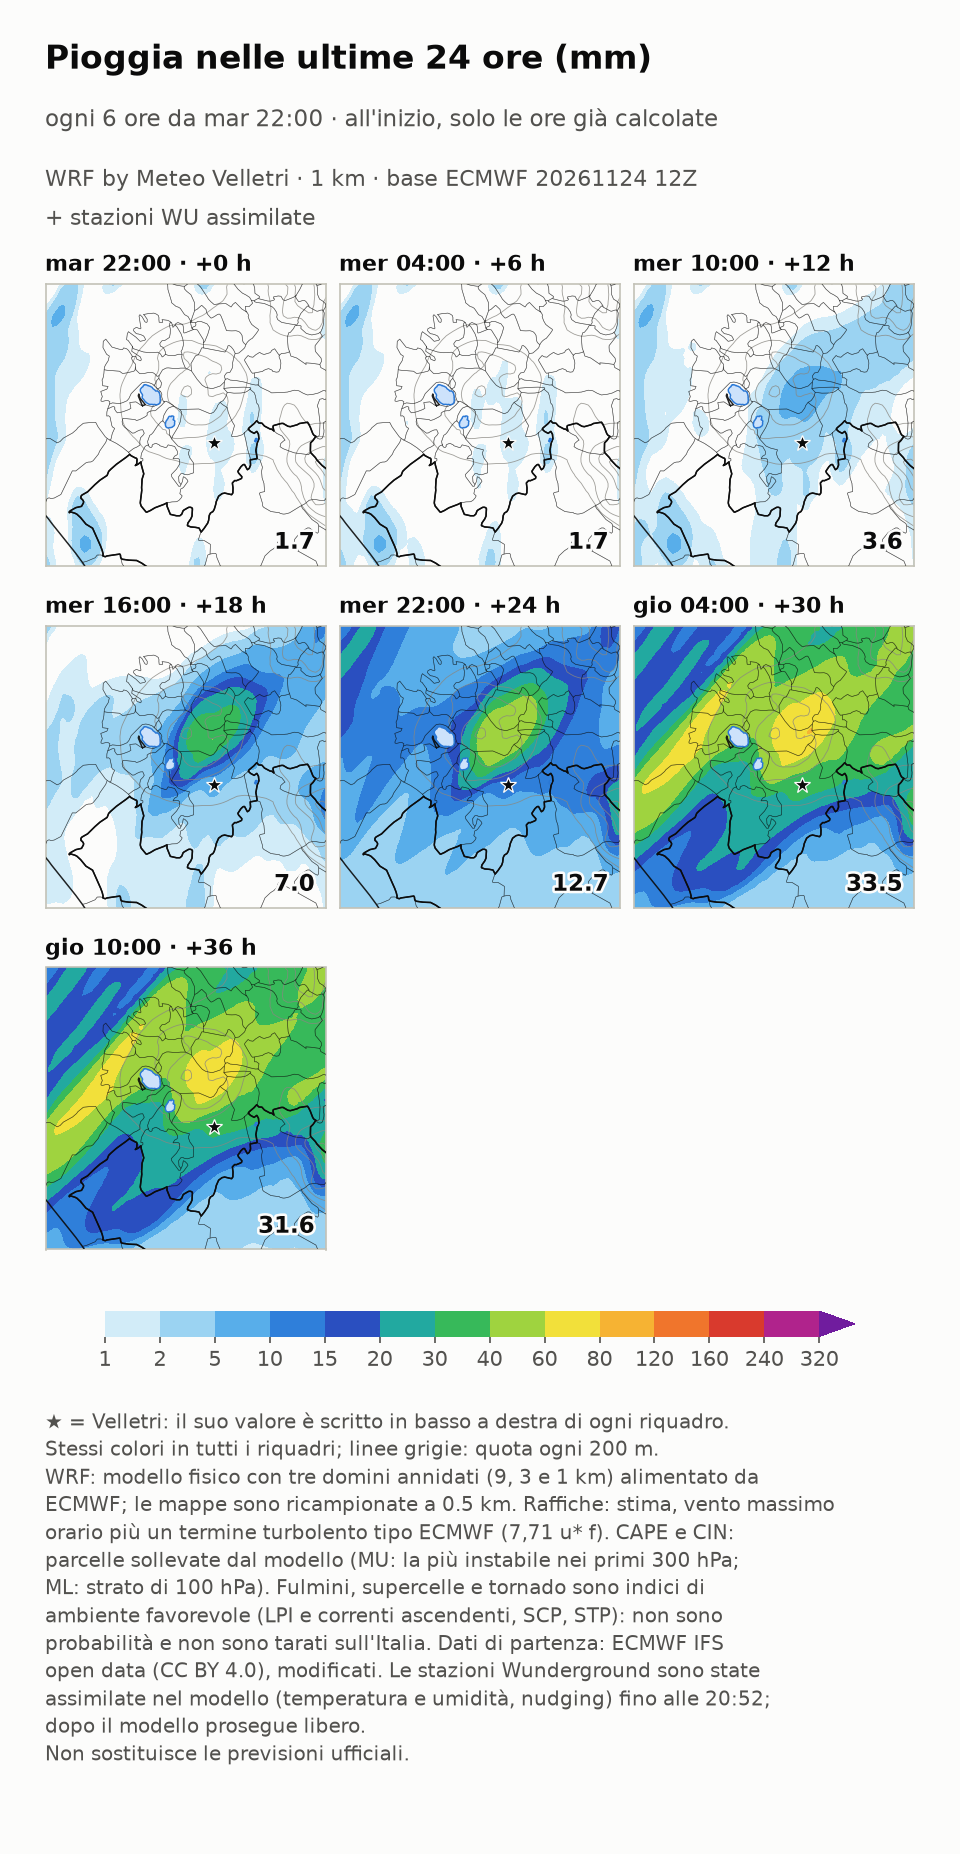 Pioggia nelle ultime 24 ore (mm)
ogni 6 ore da mar 22:00 · all'inizio, solo le ore già calcolate
WRF by Meteo Velletri · 1 km · base ECMWF 20261124 12Z
+ stazioni WU assimilate
mar 22:00 · +0 h
mer 04:00 · +6 h
mer 10:00 · +12 h
1.7
1.7
3.6
mer 16:00 · +18 h
mer 22:00 · +24 h
gio 04:00 · +30 h
7.0
12.7
33.5
gio 10:00 · +36 h
31.6
1 2 5 10 15 20 30 40 60 80 120 160 240 320
★ = Velletri: il suo valore è scritto in basso a destra di ogni riquadro.
Stessi colori in tutti i riquadri; linee grigie: quota ogni 200 m.
WRF: modello fisico con tre domini annidati (9, 3 e 1 km) alimentato da
ECMWF; le mappe sono ricampionate a 0.5 km. Raffiche: stima, vento massimo
orario più un termine turbolento tipo ECMWF (7,71 u* f). CAPE e CIN:
parcelle sollevate dal modello (MU: la più instabile nei primi 300 hPa;
ML: strato di 100 hPa). Fulmini, supercelle e tornado sono indici di
ambiente favorevole (LPI e correnti ascendenti, SCP, STP): non sono
probabilità e non sono tarati sull'Italia. Dati di partenza: ECMWF IFS
open data (CC BY 4.0), modificati. Le stazioni Wunderground sono state
assimilate nel modello (temperatura e umidità, nudging) fino alle 20:52;
dopo il modello prosegue libero.
Non sostituisce le previsioni ufficiali.